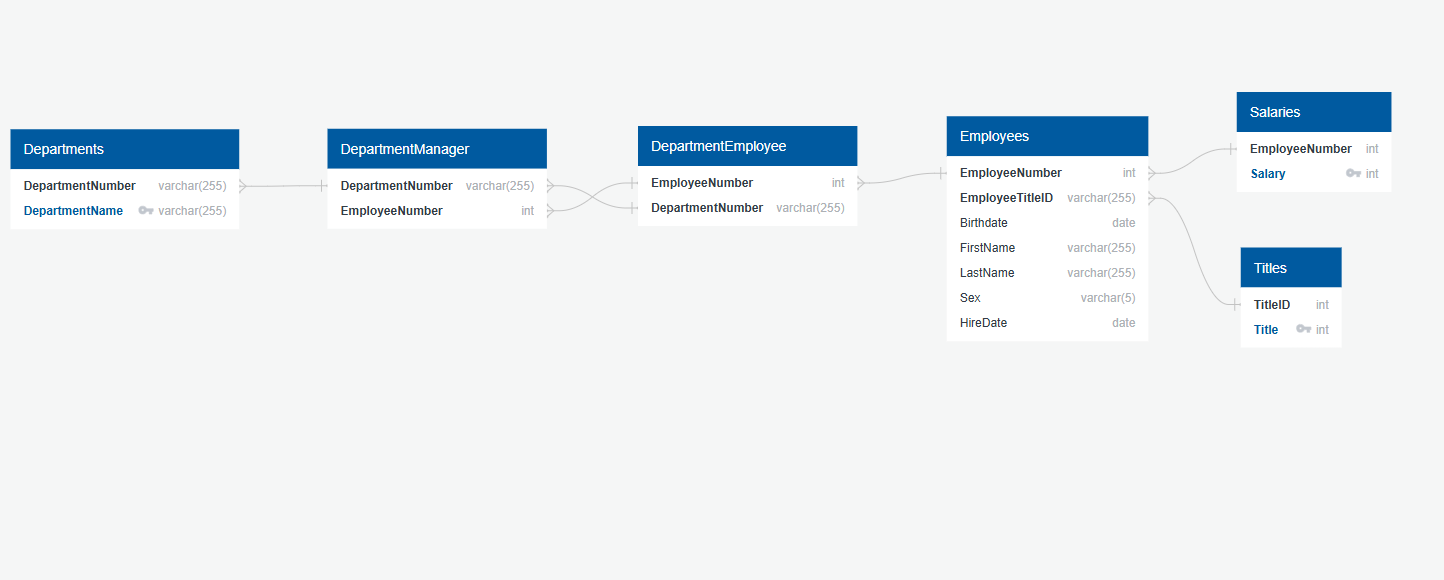 Departments
DepartmentNumber varchar(255)
DepartmentName varchar(255)
DepartmentManager
DepartmentNumber varchar(255)
EmployeeNumber int
DepartmentEmployee
EmployeeNumber int
DepartmentNumber varchar(255)
Employees
EmployeeNumber int
EmployeeTitleID varchar(255)
Birthdate date
FirstName varchar(255)
LastName varchar(255)
Sex varchar(5)
HireDate date
Salaries
EmployeeNumber int
Salary int
Titles
TitleID int
Title int